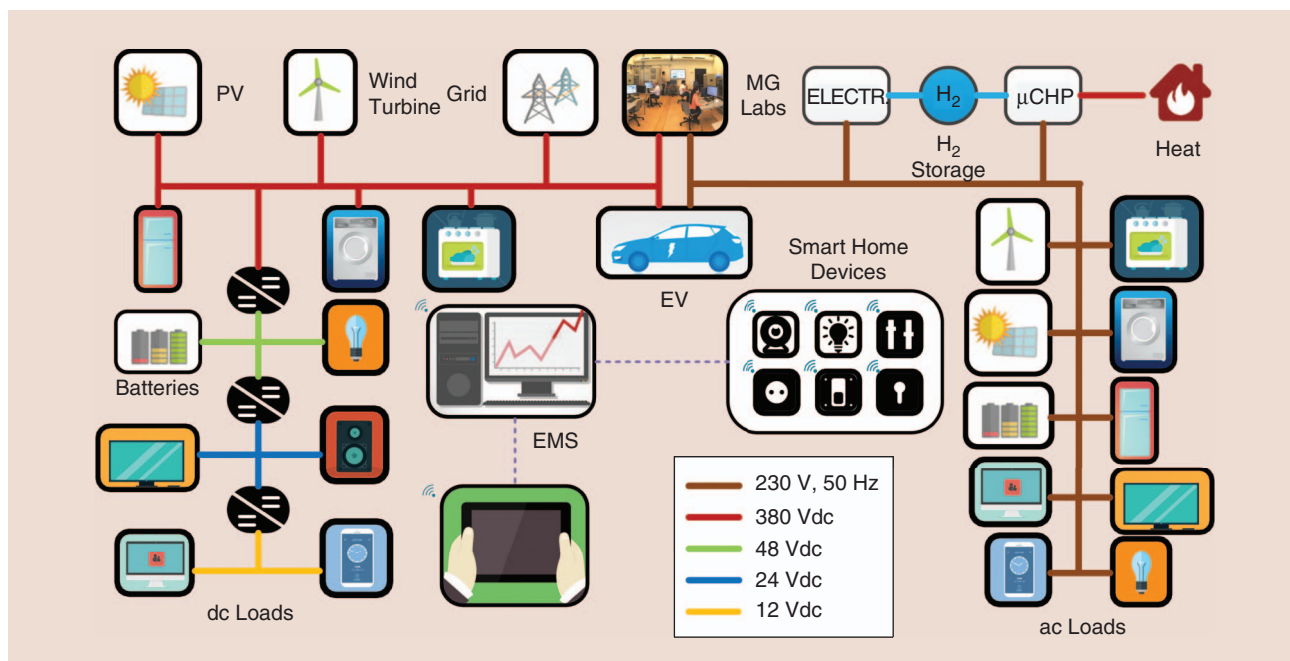 PV
Wind
Turbine
Grid
MG
Labs
ELECTR.
H2
μCHP
H2
Storage
Heat
Smart Home
Devices
EV
Batteries
EMS
230 V, 50 Hz
380 Vdc
48 Vdc
24 Vdc
12 Vdc
dc Loads
ac Loads